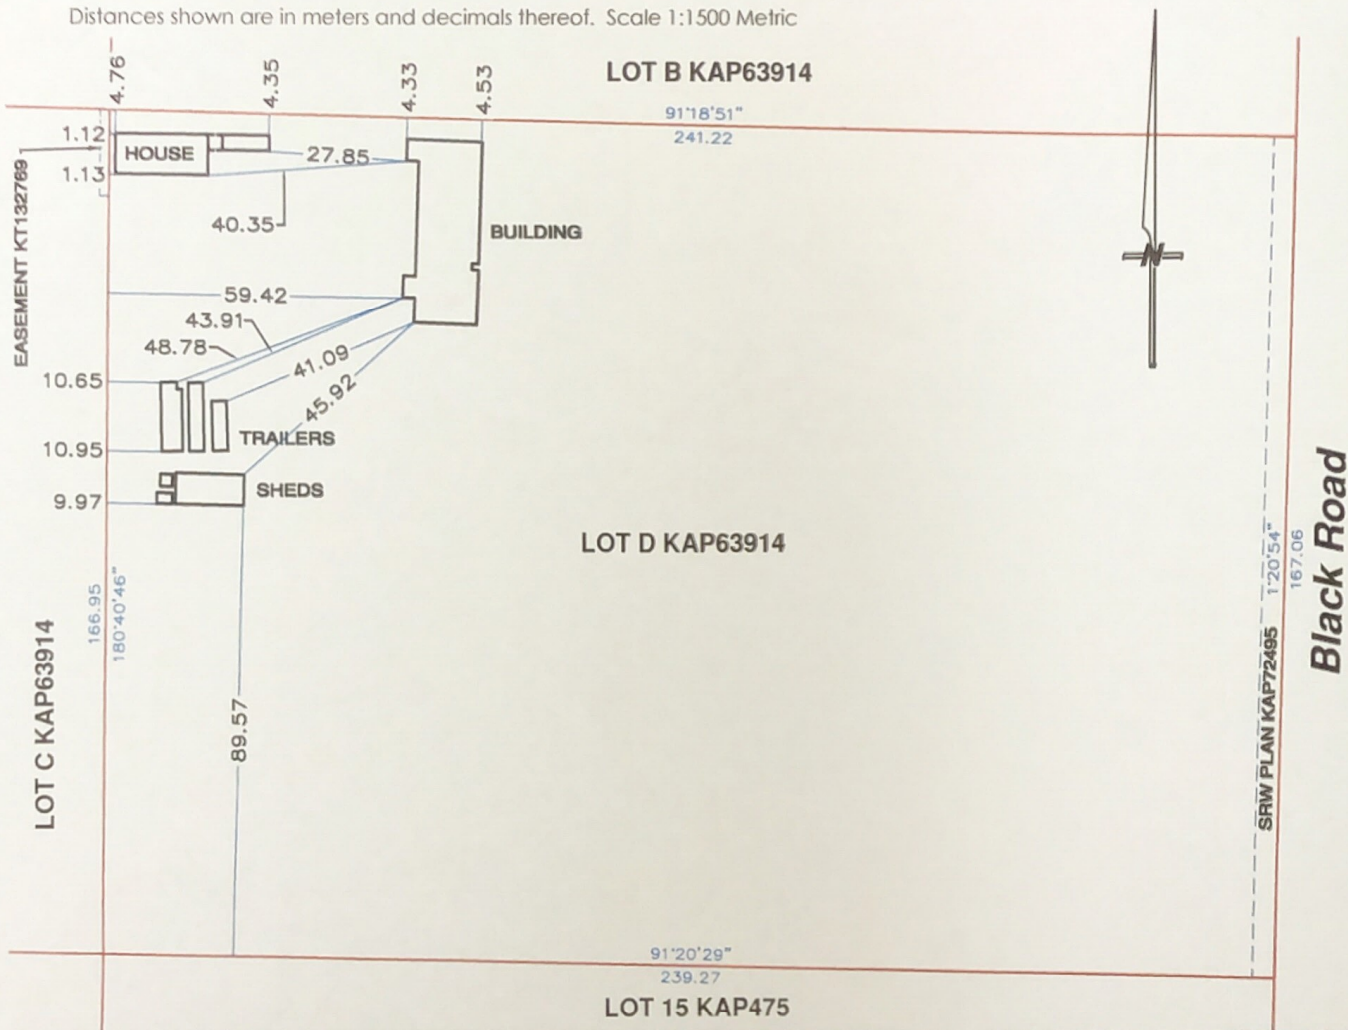 Distances shown are in meters and decimals thereof. Scale 1:1500 Metric
4.76
4.35
4.33
4.53
LOT B KAP63914
91°18'51"
241.22
1.12
HOUSE
1.13
27.85
40.35
EASEMENT KT132769
BUILDING
N
59.42
43.91
48.78
41.09
45.92
10.65
TRAILERS
10.95
SHEDS
9.97
LOT D KAP63914
166.95
180°40'46"
LOT C KAP63914
89.57
1°20'54"
167.06
SRW PLAN KAP72495
Black Road
91°20'29"
239.27
LOT 15 KAP475